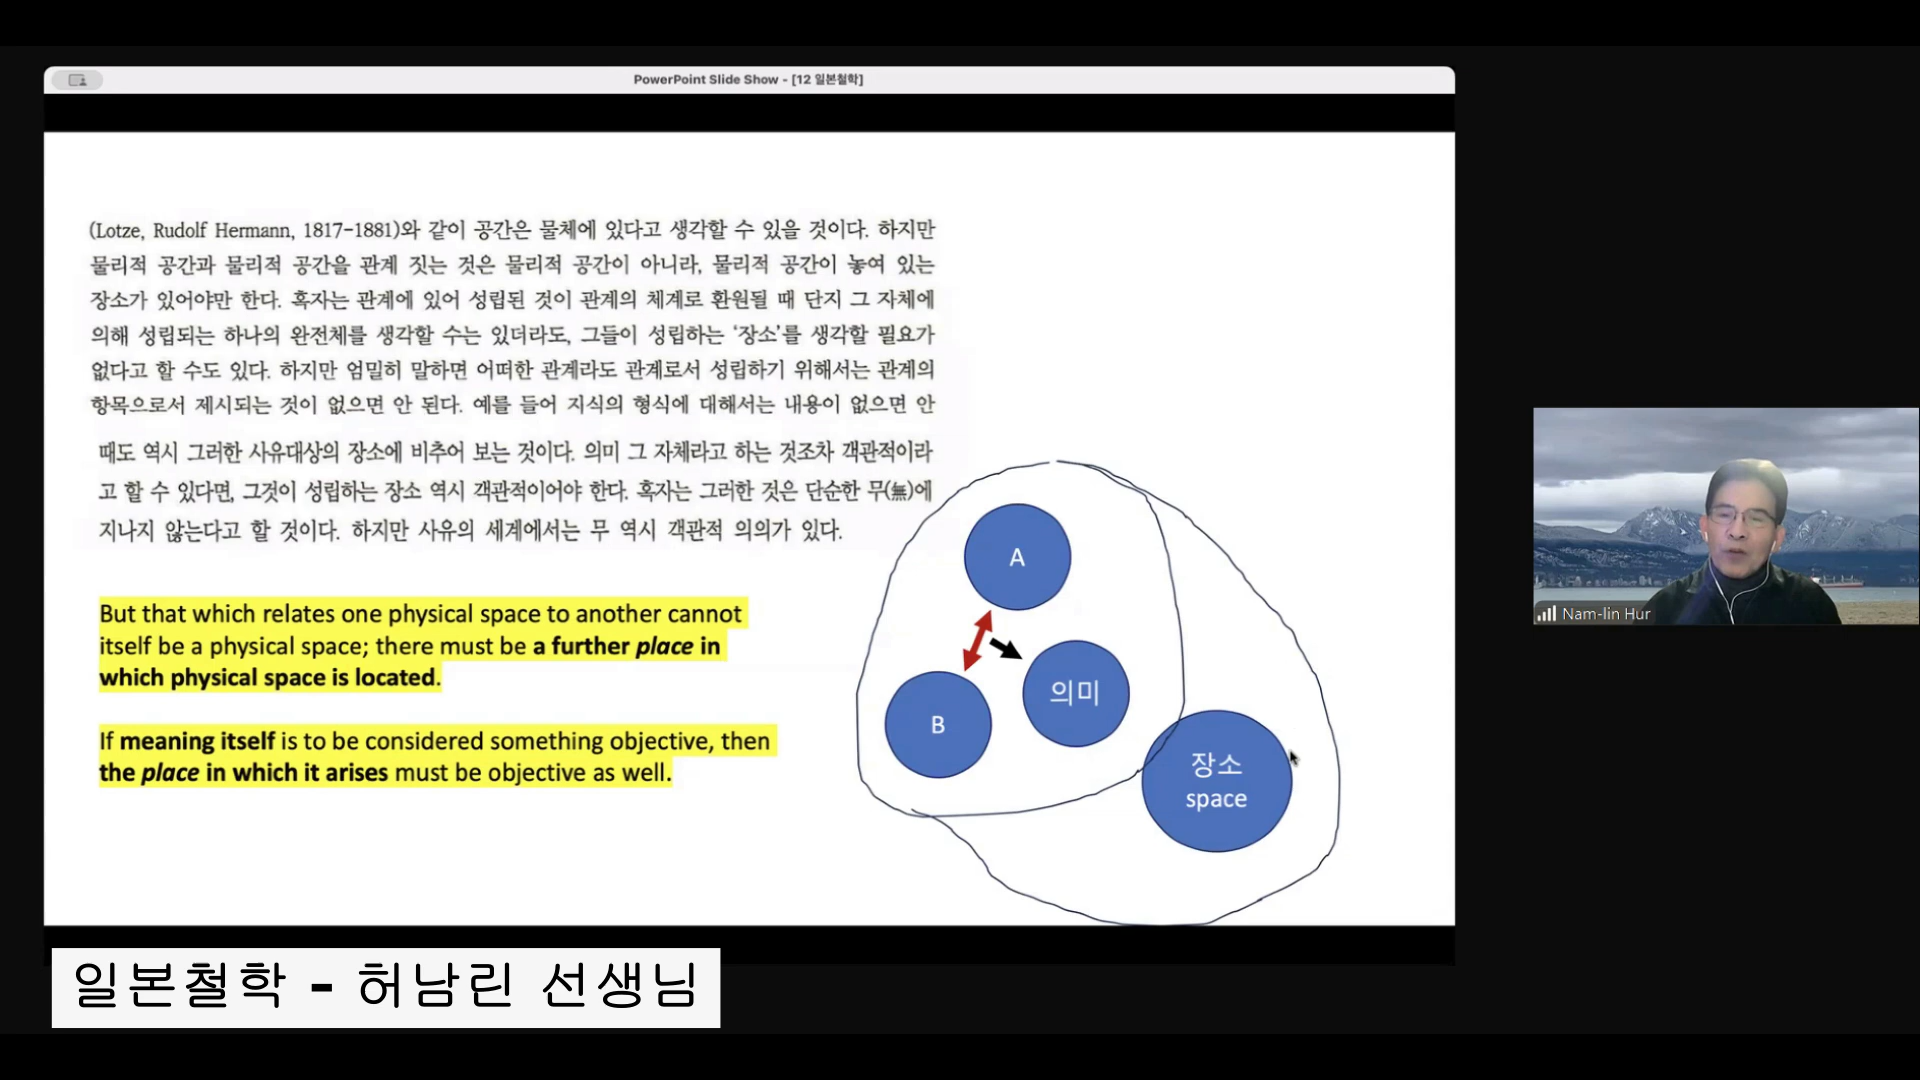 PowerPoint Slide Show - [12 일본철학]
(Lotze, Rudolf Hermann, 1817-1881)와 같이 공간은 물체에 있다고 생각할 수 있을 것이다. 하지만
물리적 공간과 물리적 공간을 관계 짓는 것은 물리적 공간이 아니라, 물리적 공간이 놓여 있는
장소가 있어야만 한다. 혹자는 관계에 있어 성립된 것이 관계의 체계로 환원될 때 단지 그 자체에
의해 성립되는 하나의 완전체를 생각할 수는 있더라도, 그들이 성립하는 ‘장소’를 생각할 필요가
없다고 할 수도 있다. 하지만 엄밀히 말하면 어떠한 관계라도 관계로서 성립하기 위해서는 관계의
항목으로서 제시되는 것이 없으면 안 된다. 예를 들어 지식의 형식에 대해서는 내용이 없으면 안
때도 역시 그러한 사유대상의 장소에 비추어 보는 것이다. 의미 그 자체라고 하는 것조차 객관적이라
고 할 수 있다면, 그것이 성립하는 장소 역시 객관적이어야 한다. 혹자는 그러한 것은 단순한 무(無)에
지나지 않는다고 할 것이다. 하지만 사유의 세계에서는 무 역시 객관적 의의가 있다.
But that which relates one physical space to another cannot
itself be a physical space; there must be a further place in
which physical space is located.
If meaning itself is to be considered something objective, then
the place in which it arises must be objective as well.
A
B
의미
장소
space
Nam-lin Hur
일본철학 - 허남린 선생님